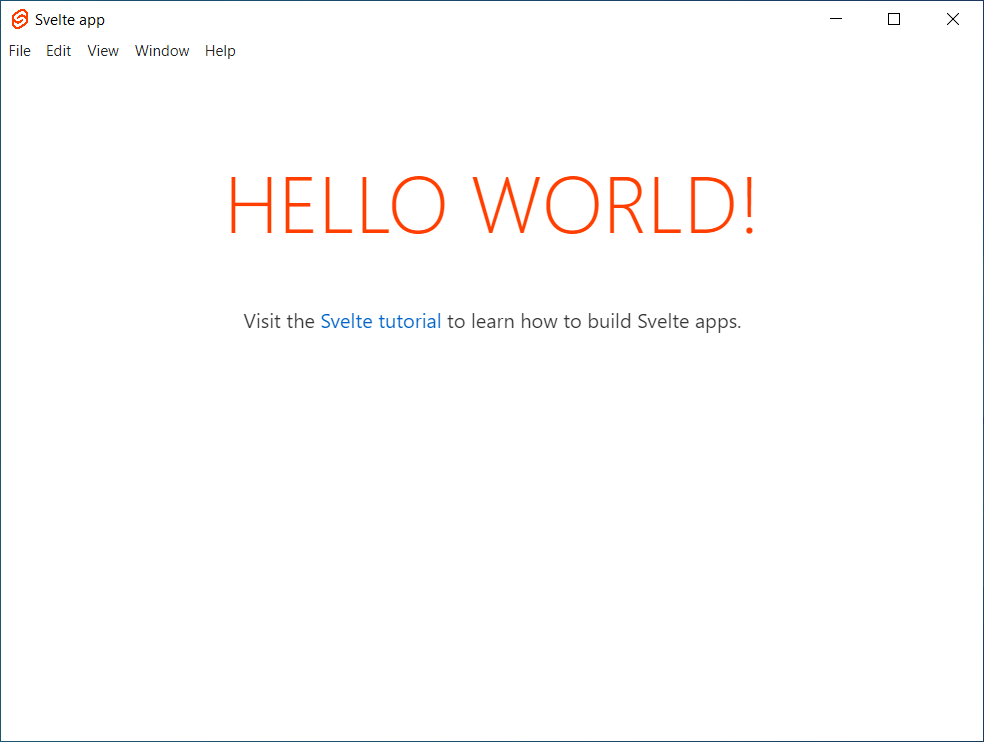 Svelte app
File Edit View Window Help
HELLO WORLD!
Visit the Svelte tutorial to learn how to build Svelte apps.